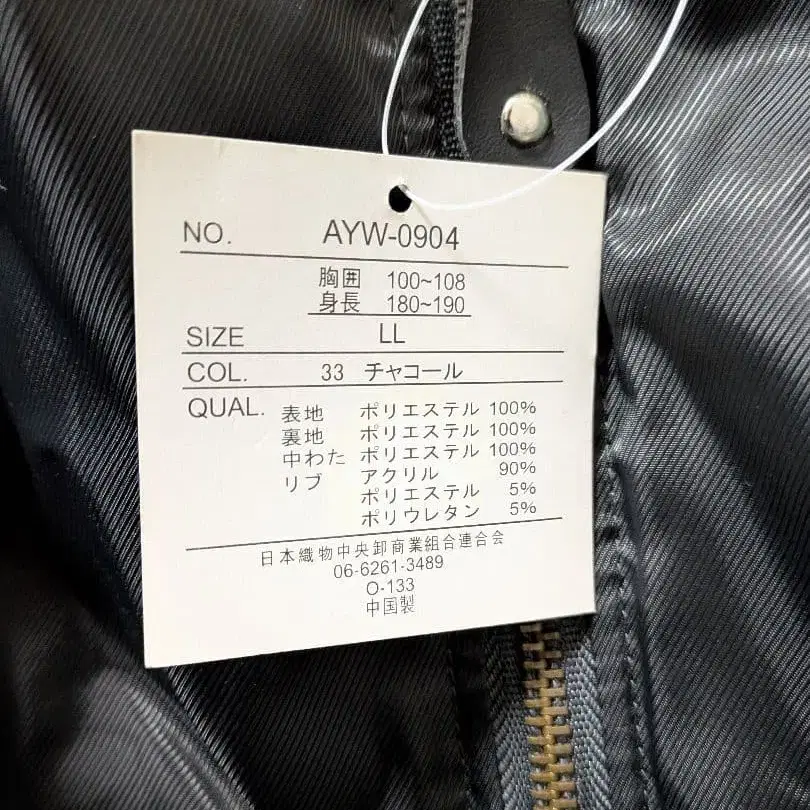 NO. AYW-0904
胸囲 100~108
身長 180~190
SIZE LL
COL. 33 チャコール
QUAL. 表地 ポリエステル 100%
裏地 ポリエステル 100%
中わた ポリエステル 100%
リブ アクリル 90%
ポリエステル 5%
ポリウレタン 5%
日本織物中央卸商業組合連合会
06-6261-3489
O-133
中国製